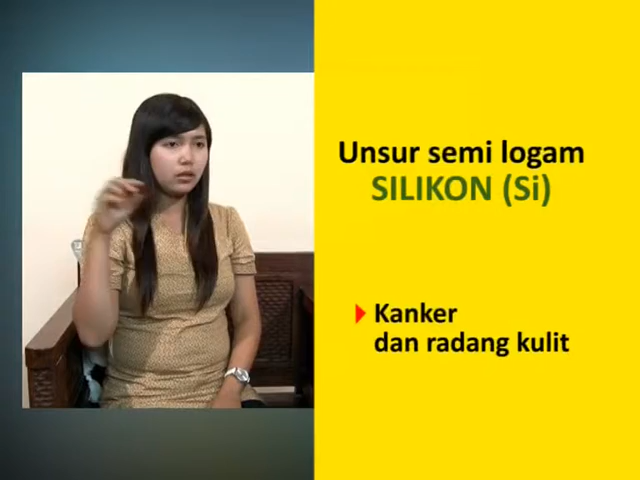 Unsur semi logam
SILIKON (Si)
Kanker
dan radang kulit